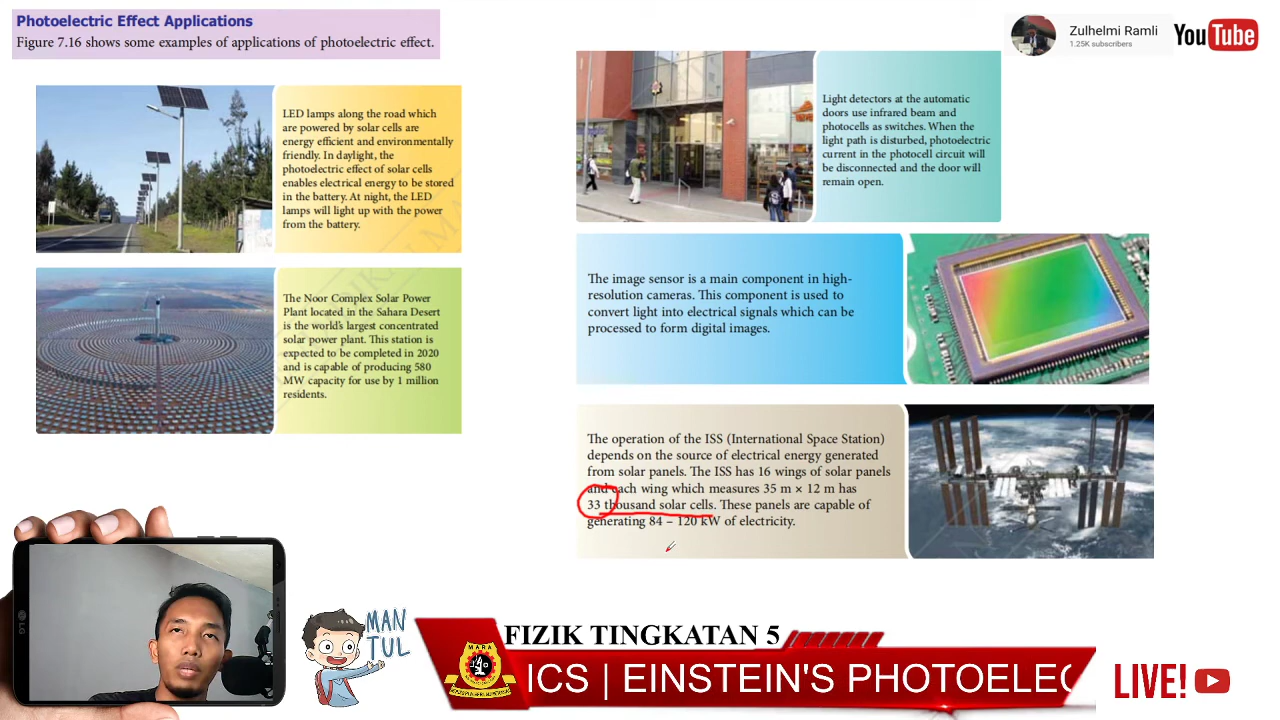 Photoelectric Effect Applications
Figure 7.16 shows some examples of applications of photoelectric effect.
Zulhelmi Ramli
1.25K subscribers
YouTube
LED lamps along the road which
are powered by solar cells are
energy efficient and environmentally
friendly. In daylight, the
photoelectric effect of solar cells
enables electrical energy to be stored
in the battery. At night, the LED
lamps will light up with the power
from the battery.
Light detectors at the automatic
doors use infrared beam and
photocells as switches. When the
light path is disturbed, photoelectric
current in the photocell circuit will
be disconnected and the door will
remain open.
The Noor Complex Solar Power
Plant located in the Sahara Desert
is the world's largest concentrated
solar power plant. This station is
expected to be completed in 2020
and is capable of producing 580
MW capacity for use by 1 million
residents.
The image sensor is a main component in high-
resolution cameras. This component is used to
convert light into electrical signals which can be
processed to form digital images.
The operation of the ISS (International Space Station)
depends on the source of electrical energy generated
from solar panels. The ISS has 16 wings of solar panels
and each wing which measures 35 m × 12 m has
33 thousand solar cells. These panels are capable of
generating 84 – 120 kW of electricity.
LG
MAN
TUL
MARA
FIZIK TINGKATAN 5
ICS | EINSTEIN'S PHOTOELEC
LIVE!